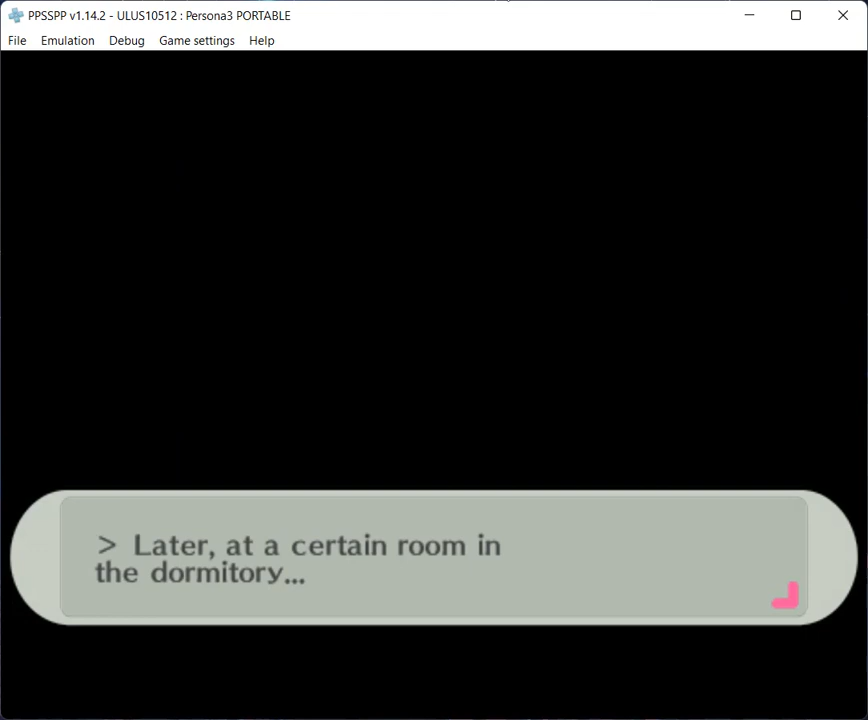 PPSSPP v1.14.2 - ULUS10512 : Persona3 PORTABLE
File Emulation Debug Game settings Help
> Later, at a certain room in
the dormitory...